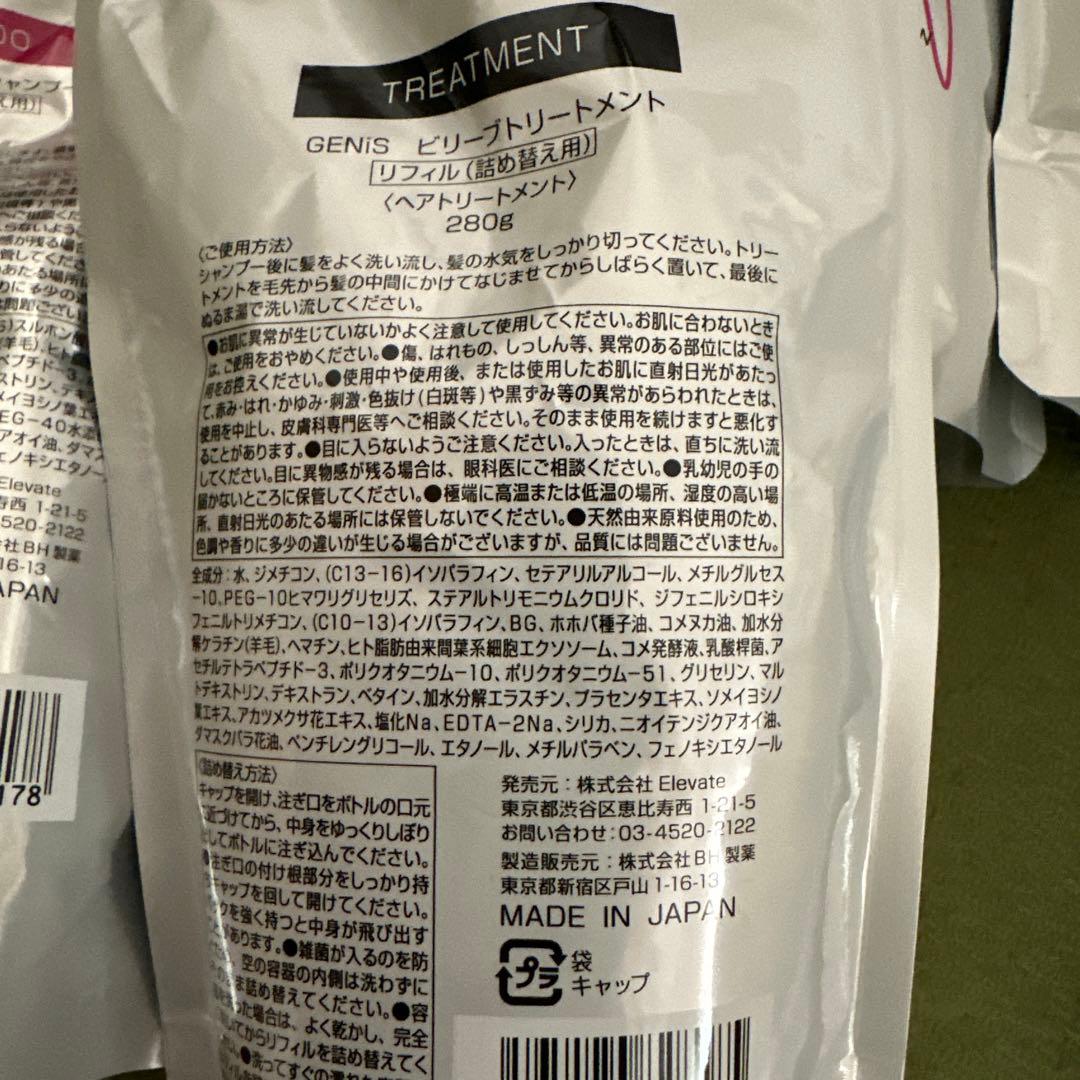 TREATMENT
GENiS ビリーブトリートメント
リフィル(詰め替え用)
〈ヘアトリートメント〉
280g
〈ご使用方法〉
シャンプー後に髪をよく洗い流し、髪の水気をしっかり切ってください。トリー
トメントを毛先から髪の中間にかけてなじませてからしばらく置いて、最後に
ぬるま湯で洗い流してください。
●お肌に異常が生じていないかよく注意して使用してください。お肌に合わないとき
は、ご使用をおやめください。●傷、はれもの、しっしん等、異常のある部位にはご使
用をお控えください。●使用中や使用後、または使用したお肌に直射日光があたっ
て、赤み・はれ・かゆみ・刺激・色抜け(白斑等)や黒ずみ等の異常があらわれたときは、
使用を中止し、皮膚科専門医等へご相談ください。そのまま使用を続けますと悪化す
ることがあります。●目に入らないようご注意ください。入ったときは、直ちに洗い流
してください。目に異物感が残る場合は、眼科医にご相談ください。●乳幼児の手の
届かないところに保管してください。●極端に高温または低温の場所、湿度の高い場
所、直射日光のあたる場所には保管しないでください。●天然由来原料使用のため、
色調や香りに多少の違いが生じる場合がございますが、品質には問題ございません。
全成分:水、ジメチコン、(C13-16)イソパラフィン、セテアリルアルコール、メチルグルセス
-10、PEG-10ヒマワリグリセリズ、ステアルトリモニウムクロリド、ジフェニルシロキシ
フェニルトリメチコン、(C10-13)イソパラフィン、BG、ホホバ種子油、コメヌカ油、加水分
解ケラチン(羊毛)、ヘマチン、ヒト脂肪由来間葉系細胞エクソソーム、コメ発酵液、乳酸桿菌、ア
セチルテトラペプチド-3、ポリクオタニウム-10、ポリクオタニウム-51、グリセリン、マル
トデキストリン、デキストラン、ベタイン、加水分解エラスチン、プラセンタエキス、ソメイヨシノ
葉エキス、アカツメクサ花エキス、塩化Na、EDTA-2Na、シリカ、ニオイテンジクアオイ油、
ダマスクバラ花油、ペンチレングリコール、エタノール、メチルパラベン、フェノキシエタノール
〈詰め替え方法〉
キャップを開け、注ぎ口をボトルの口元
近づけてから、中身をゆっくりしぼり
してボトルに注ぎ込んでください。
●注ぎ口の付け根部分をしっかり持
キャップを回して開けてください。
クを強く持つと中身が飛び出す
があります。●雑菌が入るのを防
空の容器の内側は洗わずに
まま詰め替えてください。●容
った場合は、よく乾かし、完全
いてからリフィルを詰め替えてく
●洗ってすぐの
発売元:株式会社 Elevate
東京都渋谷区恵比寿西 1-21-5
お問い合わせ:03-4520-2122
製造販売元:株式会社BH製薬
東京都新宿区戸山1-16-13
MADE IN JAPAN
プラ
袋
キャップ
178